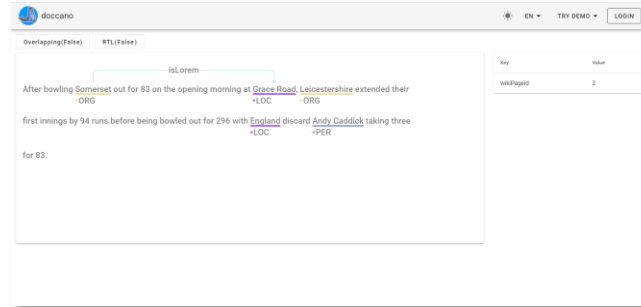 doccano
EN
TRY DEMO
LOGIN
Overlapping(False)
RTL(False)
isLorem
After bowling Somerset out for 83 on the opening morning at Grace Road, Leicestershire extended their
•ORG
•LOC
•ORG
first innings by 94 runs before being bowled out for 296 with England discard Andy Caddick taking three
•LOC
•PER
for 83.
Key
Value
wikiPageId
2